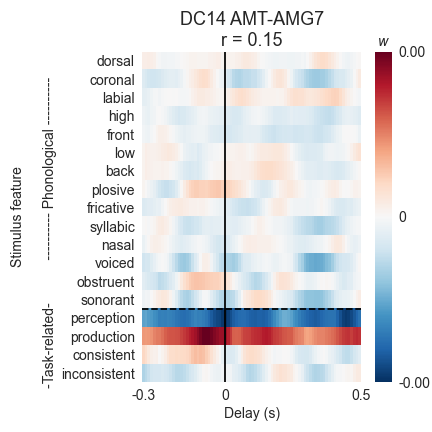 DC14 AMT-AMG7
r = 0.15
w
dorsal
coronal
labial
high
front
low
back
plosive
fricative
syllabic
nasal
voiced
obstruent
sonorant
perception
production
consistent
inconsistent
Stimulus feature
---------- Phonological ----------
-Task-related-
0.00
0
-0.00
-0.3
0
0.5
Delay (s)